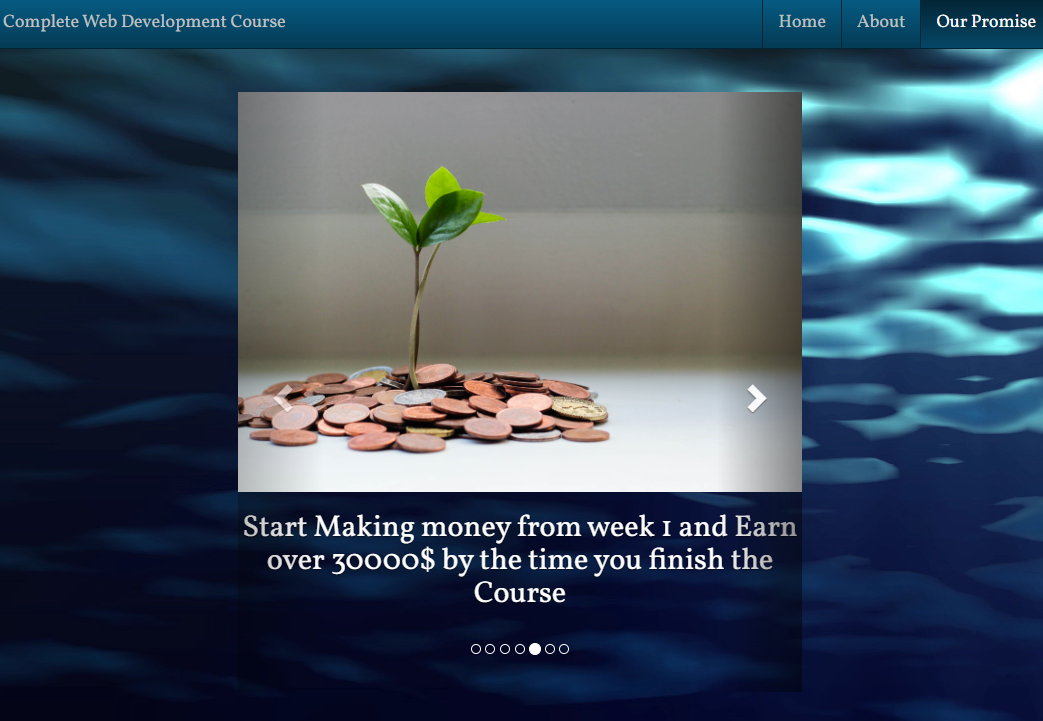 Complete Web Development Course
Home
About
Our Promise
Start Making money from week 1 and Earn
over 30000$ by the time you finish the
Course